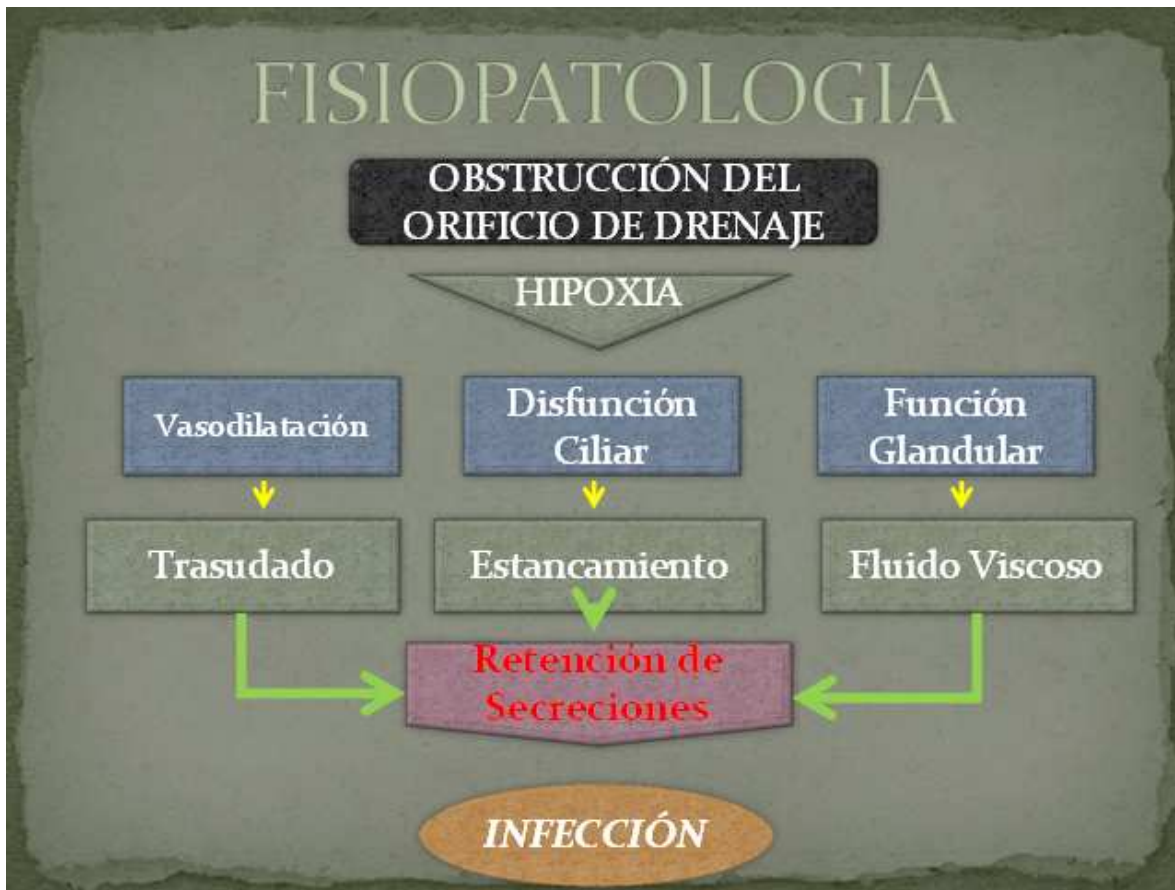 FISIOPATOLOGIA
OBSTRUCCIÓN DEL
ORIFICIO DE DRENAJE
HIPOXIA
Vasodilatación
Disfunción
Ciliar
Función
Glandular
Trasudado
Estancamiento
Fluido Viscoso
Retención de
Secreciones
INFECCIÓN